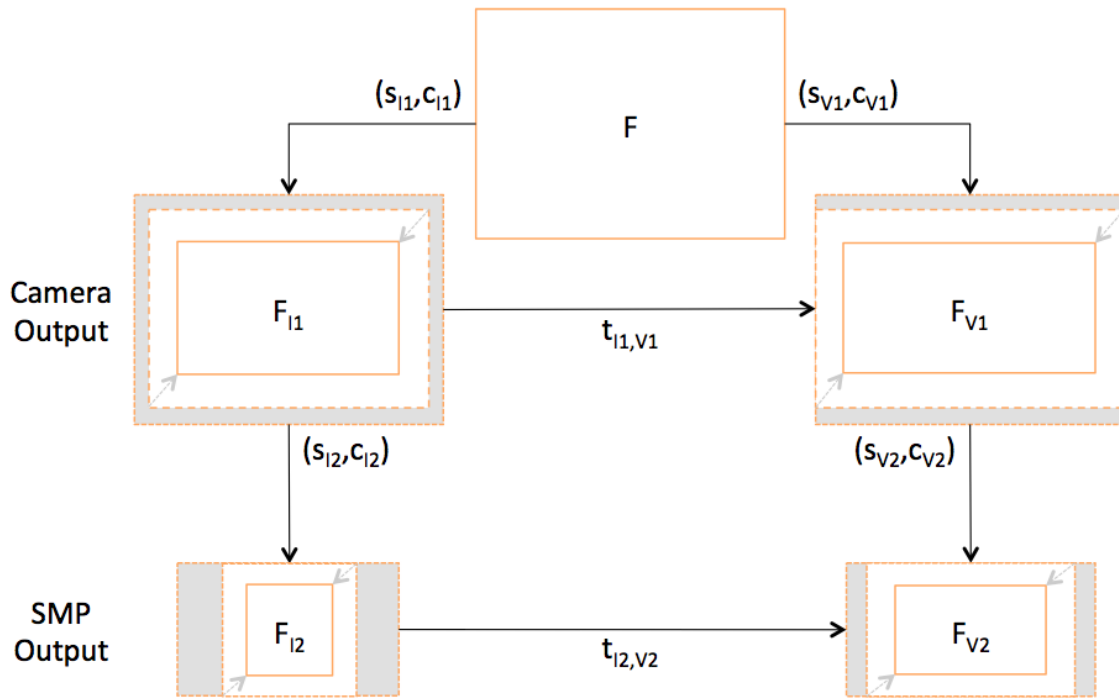 F
(s_I1,c_I1)
(s_V1,c_V1)
Camera
Output
F_I1
t_I1,V1
F_V1
(s_I2,c_I2)
(s_V2,c_V2)
SMP
Output
F_I2
t_I2,V2
F_V2